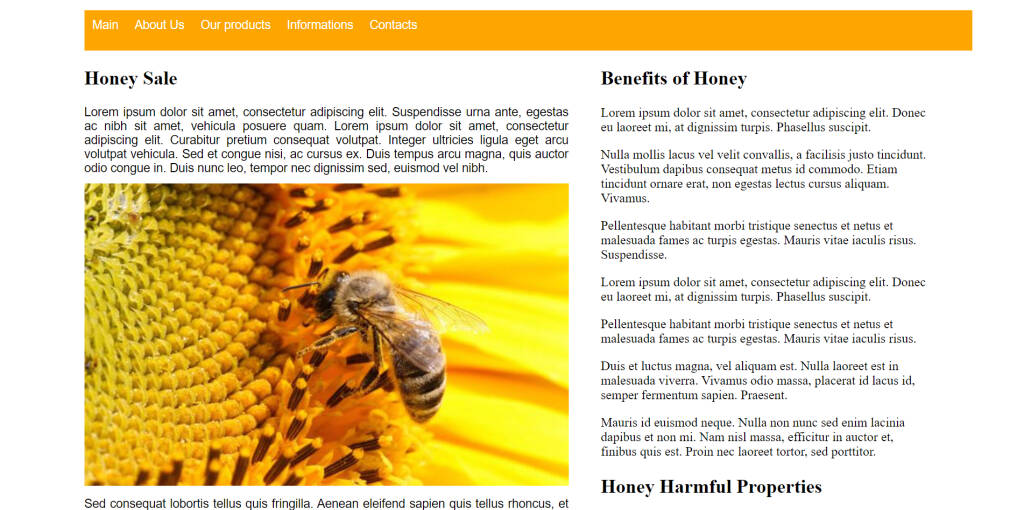 Main About Us Our products Informations Contacts
Honey Sale
Lorem ipsum dolor sit amet, consectetur adipiscing elit. Suspendisse urna ante, egestas
ac nibh sit amet, vehicula posuere quam. Lorem ipsum dolor sit amet, consectetur
adipiscing elit. Curabitur pretium consequat volutpat. Integer ultricies ligula eget arcu
volutpat vehicula. Sed et congue nisi, ac cursus ex. Duis tempus arcu magna, quis auctor
odio congue in. Duis nunc leo, tempor nec dignissim sed, euismod vel nibh.
Sed consequat lobortis tellus quis fringilla. Aenean eleifend sapien quis tellus rhoncus, et
Benefits of Honey
Lorem ipsum dolor sit amet, consectetur adipiscing elit. Donec
eu laoreet mi, at dignissim turpis. Phasellus suscipit.
Nulla mollis lacus vel velit convallis, a facilisis justo tincidunt.
Vestibulum dapibus consequat metus id commodo. Etiam
tincidunt ornare erat, non egestas lectus cursus aliquam.
Vivamus.
Pellentesque habitant morbi tristique senectus et netus et
malesuada fames ac turpis egestas. Mauris vitae iaculis risus.
Suspendisse.
Lorem ipsum dolor sit amet, consectetur adipiscing elit. Donec
eu laoreet mi, at dignissim turpis. Phasellus suscipit.
Pellentesque habitant morbi tristique senectus et netus et
malesuada fames ac turpis egestas. Mauris vitae iaculis risus.
Duis et luctus magna, vel aliquam est. Nulla laoreet est in
malesuada viverra. Vivamus odio massa, placerat id lacus id,
semper fermentum sapien. Praesent.
Mauris id euismod neque. Nulla non nunc sed enim lacinia
dapibus et non mi. Nam nisl massa, efficitur in auctor et,
finibus quis est. Proin nec laoreet tortor, sed porttitor.
Honey Harmful Properties